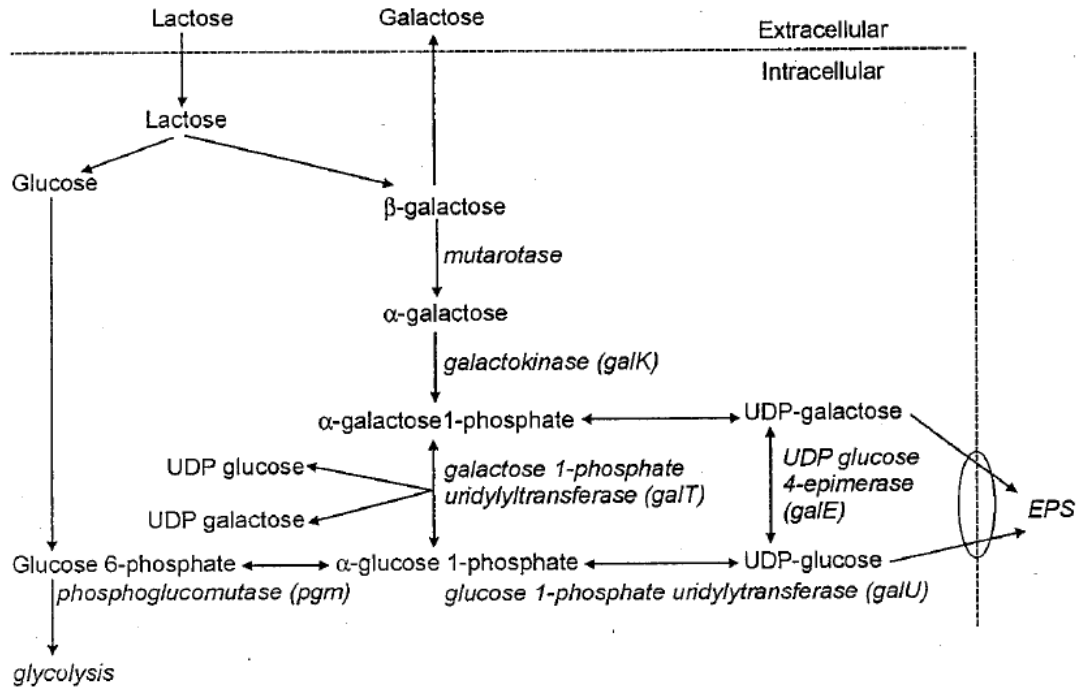 Lactose
Galactose
Extracellular
Intracellular
Lactose
Glucose
β-galactose
mutarotase
α-galactose
galactokinase (galK)
α-galactose1-phosphate
UDP-galactose
UDP glucose
galactose 1-phosphate
uridylyltransferase (galT)
UDP glucose
4-epimerase
(galE)
UDP galactose
EPS
Glucose 6-phosphate
α-glucose 1-phosphate
UDP-glucose
phosphoglucomutase (pgm)
glucose 1-phosphate uridylytransferase (galU)
glycolysis